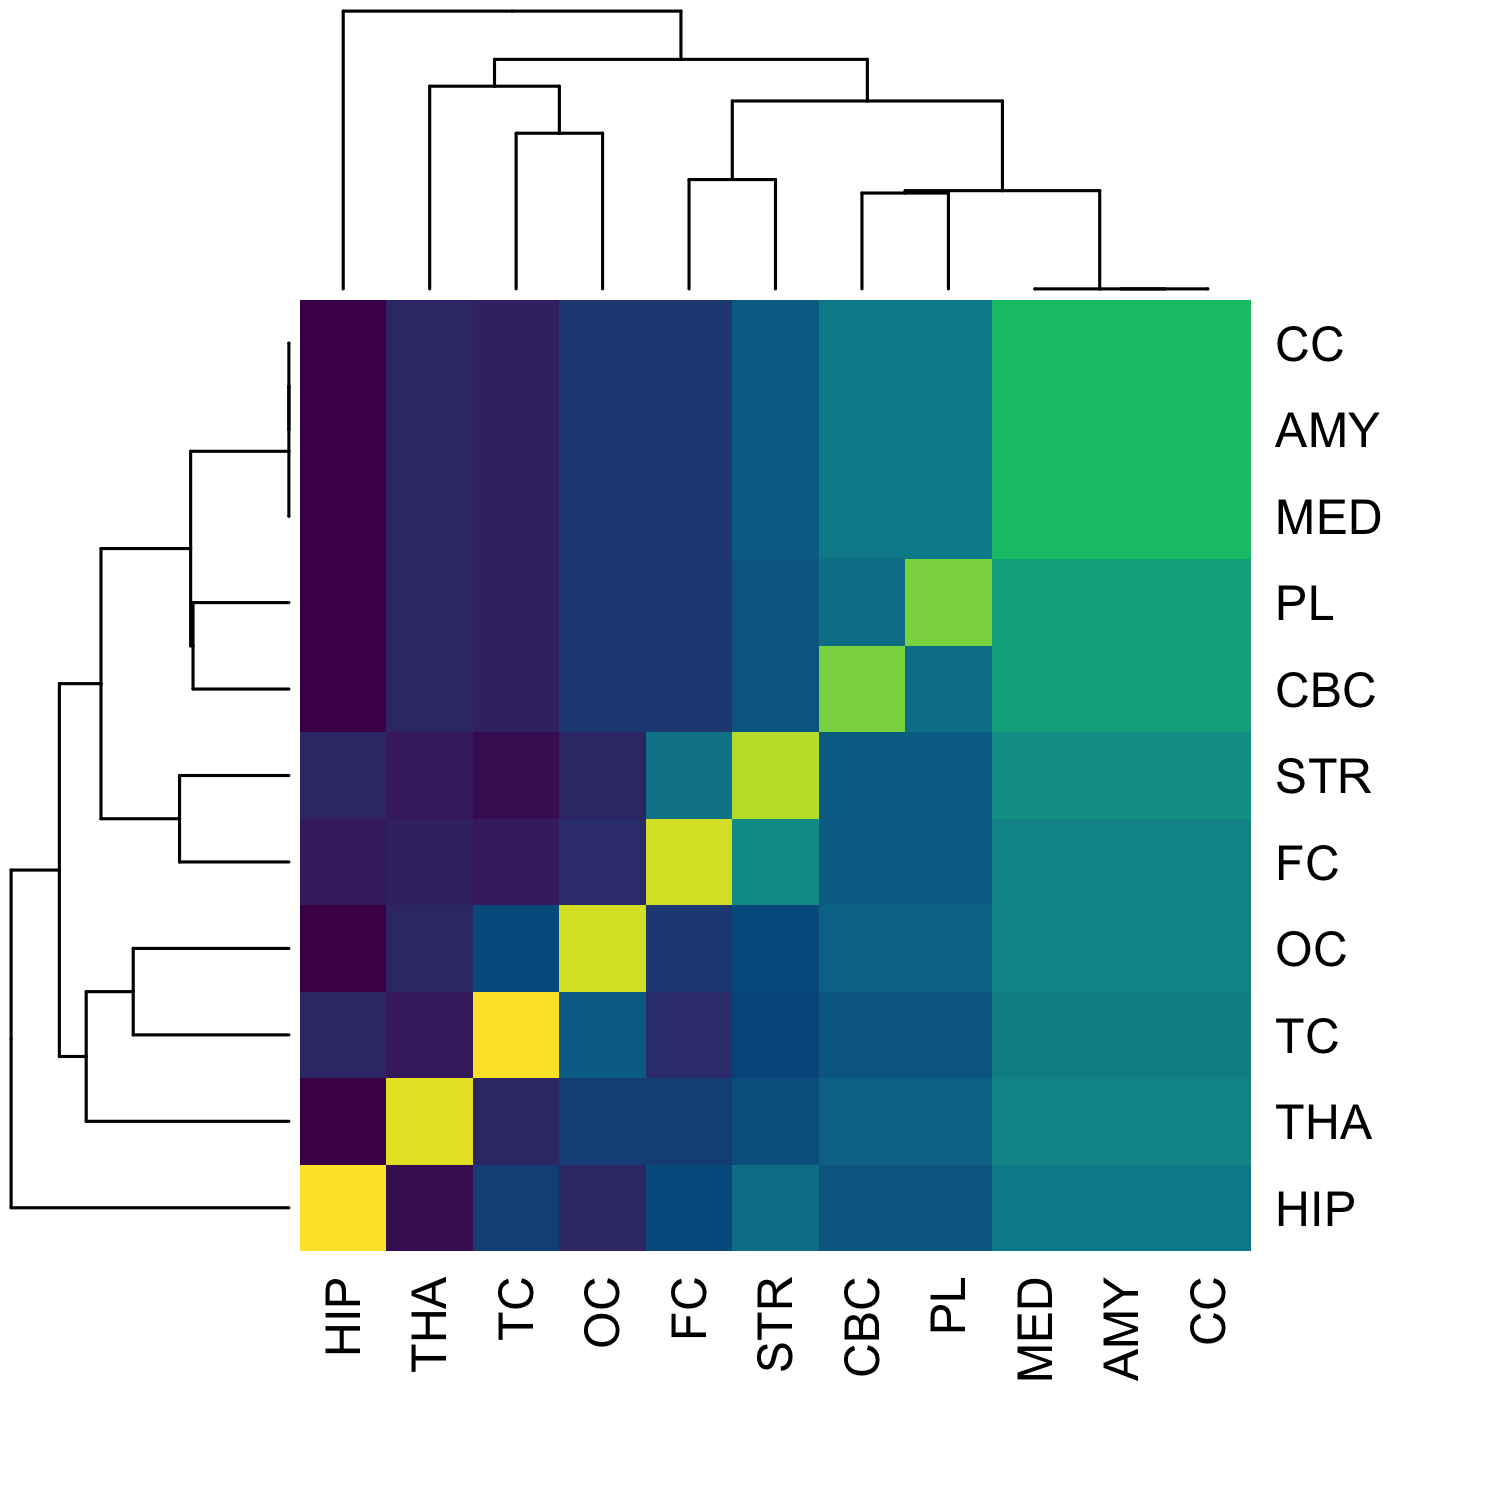 CC
AMY
MED
PL
CBC
STR
FC
OC
TC
THA
HIP
HIP THA TC OC FC STR CBC PL MED AMY CC